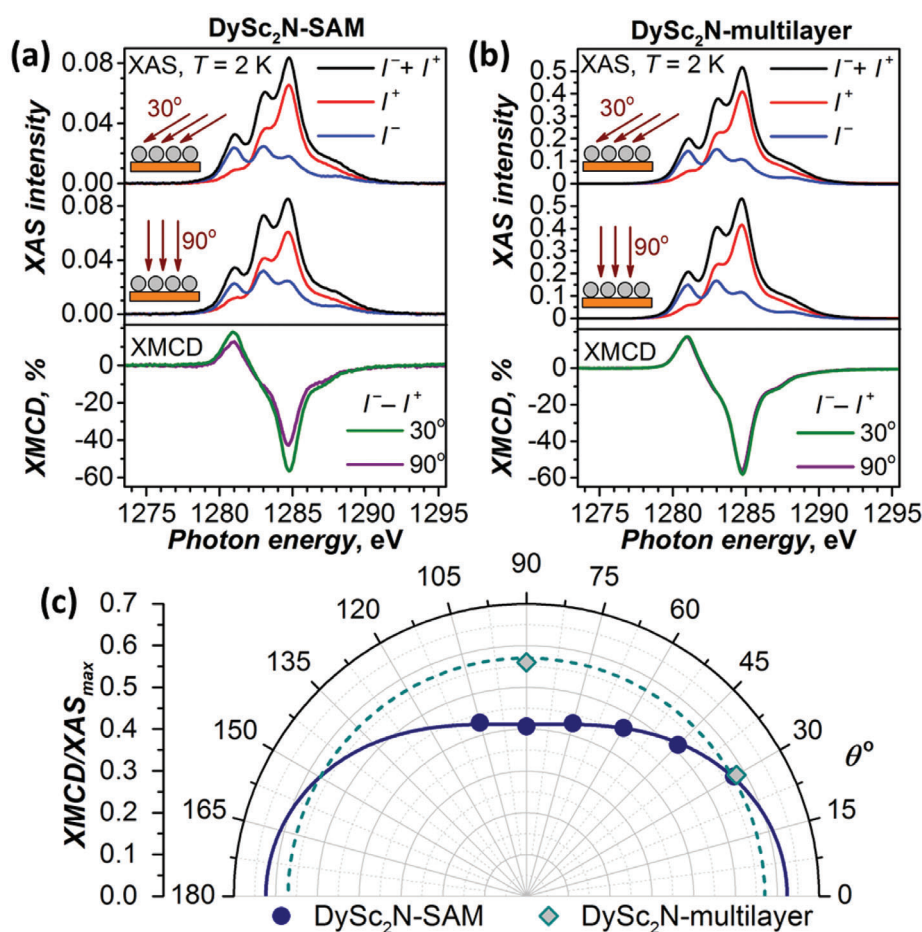 DySc₂N-SAM
DySc₂N-multilayer
(a)
XAS, T = 2 K
I⁻+ I⁺
I⁺
I⁻
30°
90°
0.08
0.04
0.00
0.08
0.04
0.00
XAS intensity
XMCD
0
-20
-40
-60
XMCD, %
I⁻– I⁺
30°
90°
1275 1280 1285 1290 1295
Photon energy, eV
(b)
XAS, T = 2 K
I⁻+ I⁺
I⁺
I⁻
30°
90°
0.5
0.4
0.3
0.2
0.1
0
0.5
0.4
0.3
0.2
0.1
0
XAS intensity
XMCD
0
-20
-40
-60
XMCD, %
I⁻– I⁺
30°
90°
1275 1280 1285 1290 1295
Photon energy, eV
(c)
0.7
0.6
0.5
0.4
0.3
0.2
0.1
0.0
XMCD/XASmax
180
165
150
135
120
105
90
75
60
45
30
15
0
θ°
DySc₂N-SAM
DySc₂N-multilayer